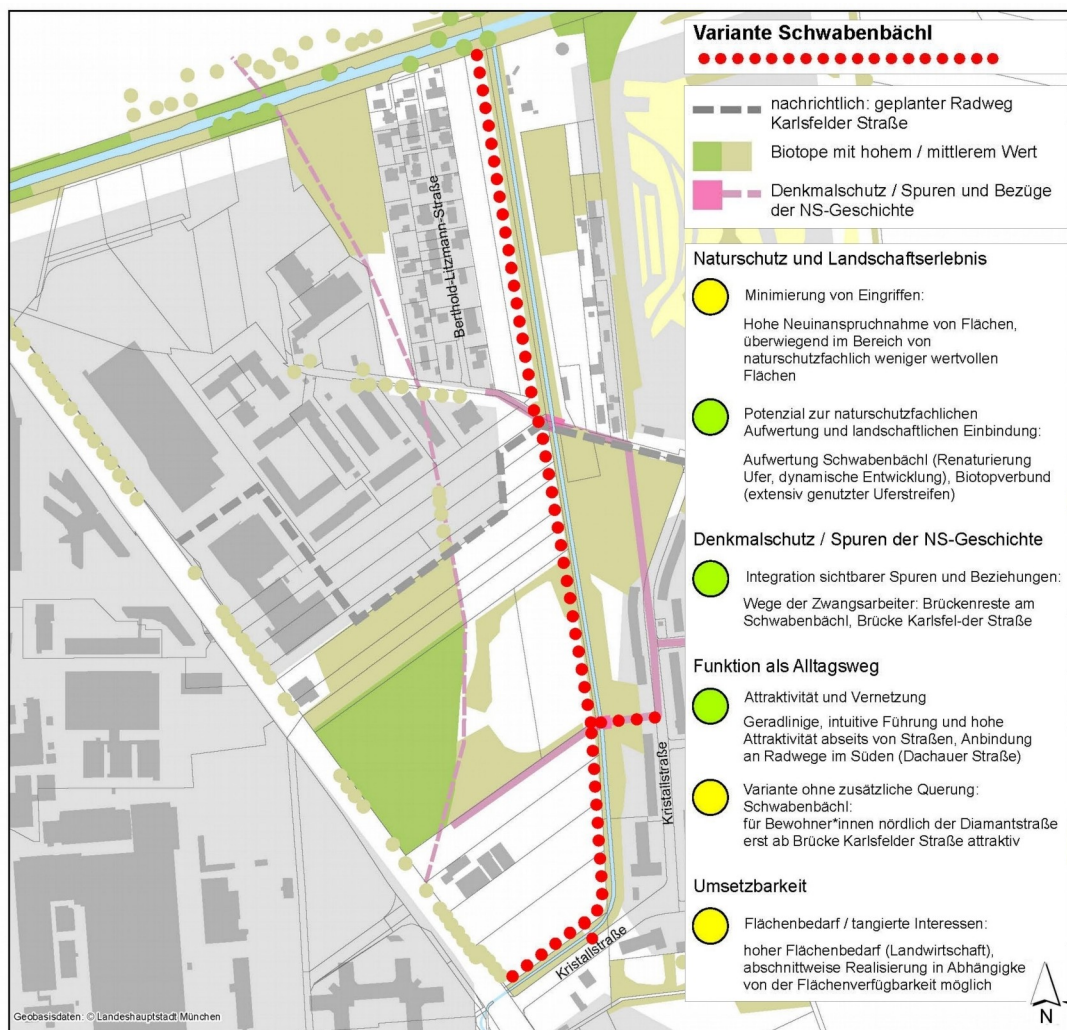 Variante Schwabenbächl
nachrichtlich: geplanter Radweg
Karlsfelder Straße
Biotope mit hohem / mittlerem Wert
Denkmalschutz / Spuren und Bezüge
der NS-Geschichte
Naturschutz und Landschaftserlebnis
Minimierung von Eingriffen:
Hohe Neuinanspruchnahme von Flächen,
überwiegend im Bereich von
naturschutzfachlich weniger wertvollen
Flächen
Potenzial zur naturschutzfachlichen
Aufwertung und landschaftlichen Einbindung:
Aufwertung Schwabenbächl (Renaturierung
Ufer, dynamische Entwicklung), Biotopverbund
(extensiv genutzter Uferstreifen)
Denkmalschutz / Spuren der NS-Geschichte
Integration sichtbarer Spuren und Beziehungen:
Wege der Zwangsarbeiter: Brückenreste am
Schwabenbächl, Brücke Karlsfel-der Straße
Funktion als Alltagsweg
Attraktivität und Vernetzung
Geradlinige, intuitive Führung und hohe
Attraktivität abseits von Straßen, Anbindung
an Radwege im Süden (Dachauer Straße)
Variante ohne zusätzliche Querung:
Schwabenbächl:
für Bewohner*innen nördlich der Diamantstraße
erst ab Brücke Karlsfelder Straße attraktiv
Umsetzbarkeit
Flächenbedarf / tangierte Interessen:
hoher Flächenbedarf (Landwirtschaft),
abschnittweise Realisierung in Abhängigke
von der Flächenverfügbarkeit möglich
N
Berthold-Litzmann-Straße
Kristallstraße
Kristallstraße
Geobasisdaten: © Landeshauptstadt München